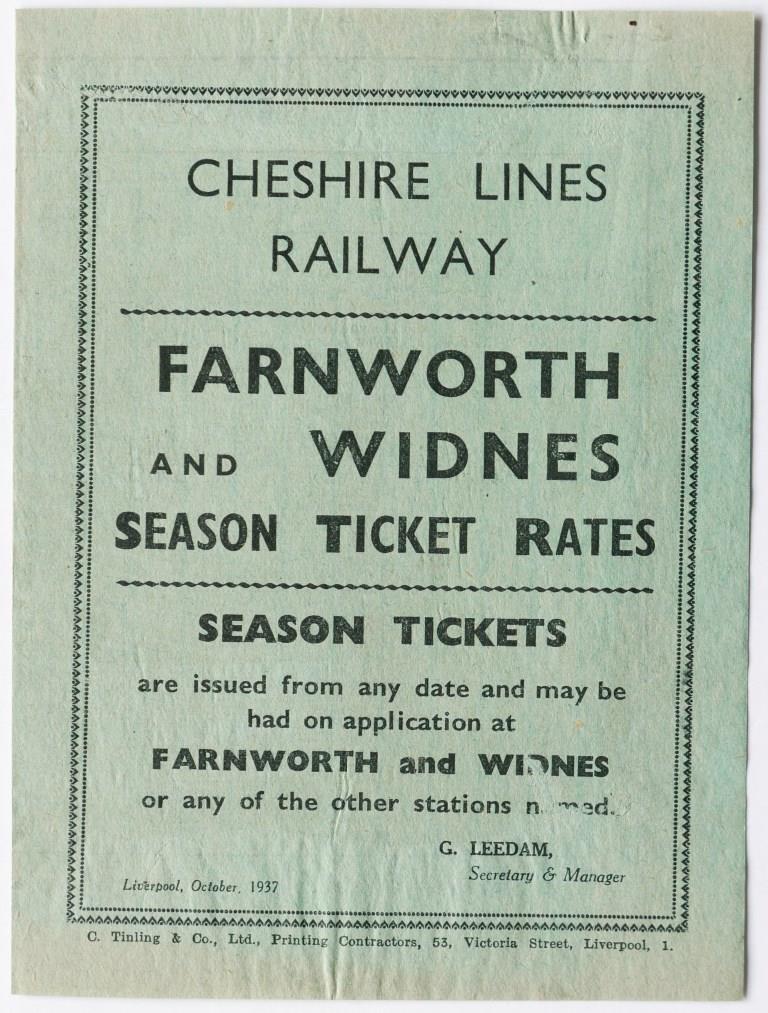 CHESHIRE LINES
RAILWAY
FARNWORTH
AND WIDNES
SEASON TICKET RATES
SEASON TICKETS
are issued from any date and may be
had on application at
FARNWORTH and WIDNES
or any of the other stations named.
G. LEEDAM,
Secretary & Manager
Liverpool, October, 1937
C. Tinling & Co., Ltd., Printing Contractors, 53, Victoria Street, Liverpool, 1.